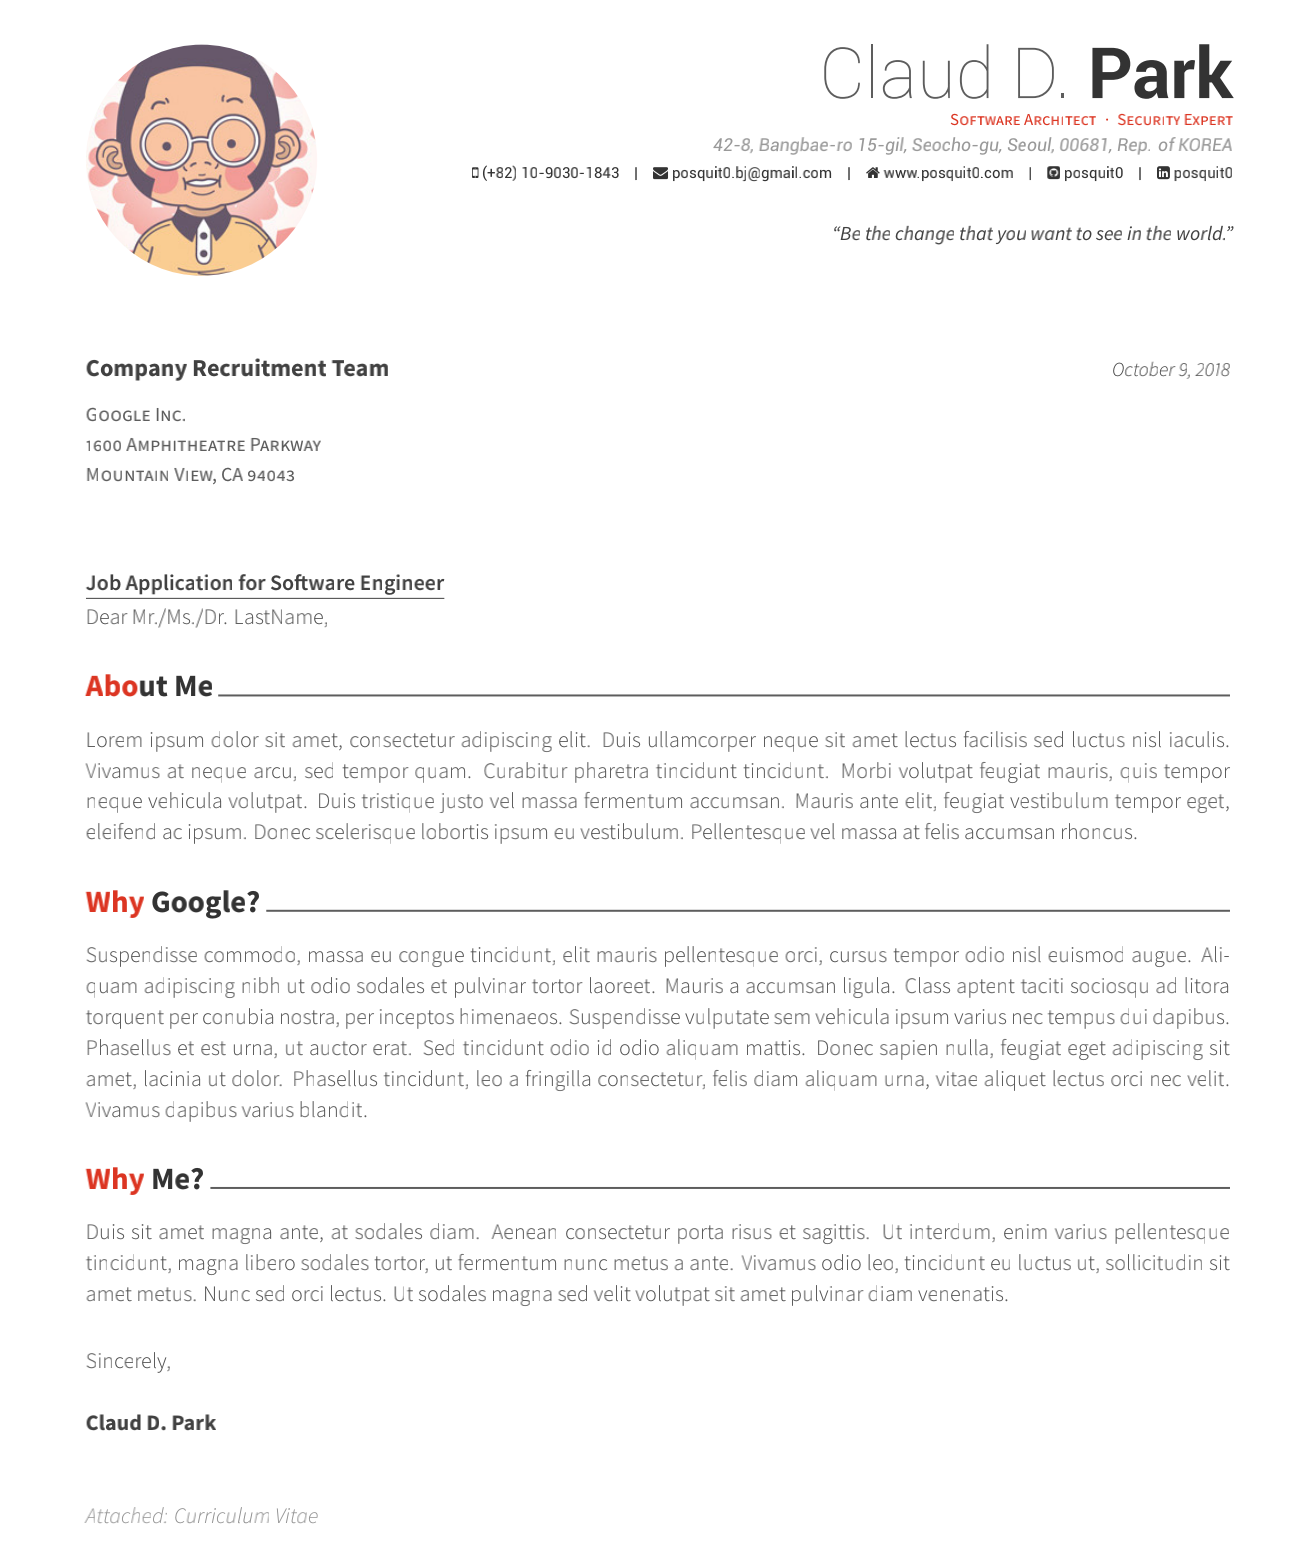 Claud D. Park
Software Architect · Security Expert
42-8, Bangbae-ro 15-gil, Seocho-gu, Seoul, 00681, Rep. of KOREA
(+82) 10-9030-1843 | posquit0.bj@gmail.com | www.posquit0.com | posquit0 | posquit0
“Be the change that you want to see in the world.”
Company Recruitment Team
October 9, 2018
Google Inc.
1600 Amphitheatre Parkway
Mountain View, CA 94043
Job Application for Software Engineer
Dear Mr./Ms./Dr. LastName,
About Me
Lorem ipsum dolor sit amet, consectetur adipiscing elit. Duis ullamcorper neque sit amet lectus facilisis sed luctus nisl iaculis.
Vivamus at neque arcu, sed tempor quam. Curabitur pharetra tincidunt tincidunt. Morbi volutpat feugiat mauris, quis tempor
neque vehicula volutpat. Duis tristique justo vel massa fermentum accumsan. Mauris ante elit, feugiat vestibulum tempor eget,
eleifend ac ipsum. Donec scelerisque lobortis ipsum eu vestibulum. Pellentesque vel massa at felis accumsan rhoncus.
Why Google?
Suspendisse commodo, massa eu congue tincidunt, elit mauris pellentesque orci, cursus tempor odio nisl euismod augue. Ali-
quam adipiscing nibh ut odio sodales et pulvinar tortor laoreet. Mauris a accumsan ligula. Class aptent taciti sociosqu ad litora
torquent per conubia nostra, per inceptos himenaeos. Suspendisse vulputate sem vehicula ipsum varius nec tempus dui dapibus.
Phasellus et est urna, ut auctor erat. Sed tincidunt odio id odio aliquam mattis. Donec sapien nulla, feugiat eget adipiscing sit
amet, lacinia ut dolor. Phasellus tincidunt, leo a fringilla consectetur, felis diam aliquam urna, vitae aliquet lectus orci nec velit.
Vivamus dapibus varius blandit.
Why Me?
Duis sit amet magna ante, at sodales diam. Aenean consectetur porta risus et sagittis. Ut interdum, enim varius pellentesque
tincidunt, magna libero sodales tortor, ut fermentum nunc metus a ante. Vivamus odio leo, tincidunt eu luctus ut, sollicitudin sit
amet metus. Nunc sed orci lectus. Ut sodales magna sed velit volutpat sit amet pulvinar diam venenatis.
Sincerely,
Claud D. Park
Attached: Curriculum Vitae